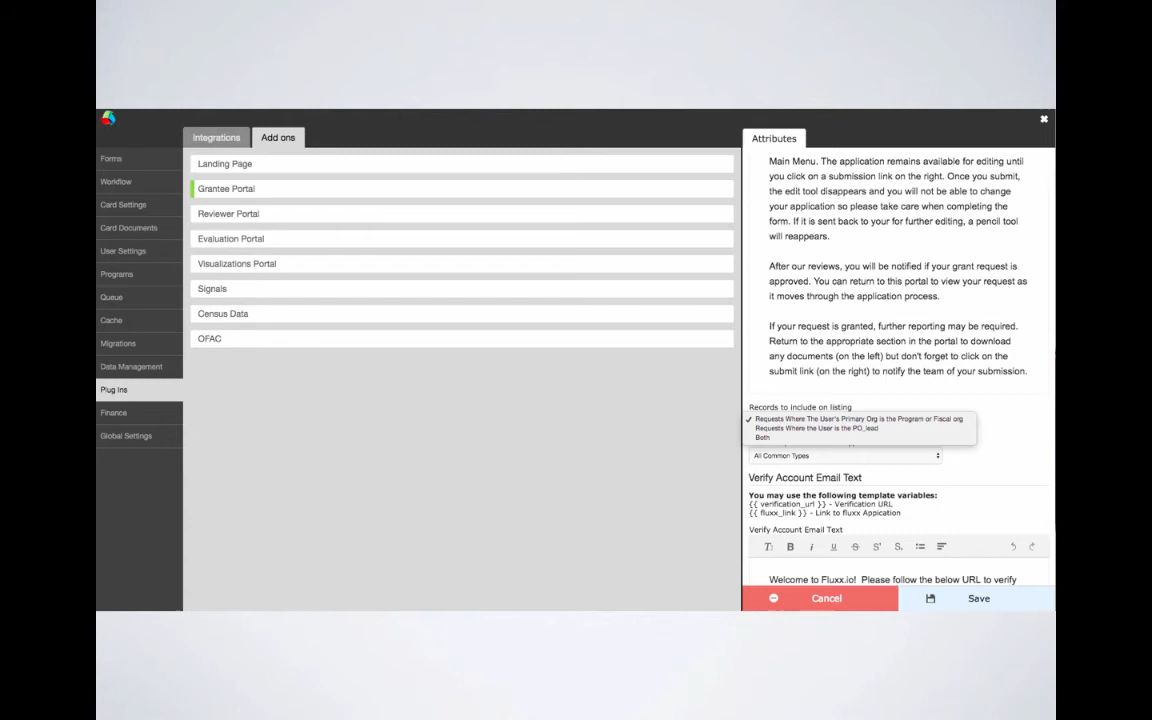 Integrations
Add ons
Attributes
Forms
Workflow
Card Settings
Card Documents
User Settings
Programs
Queue
Cache
Migrations
Data Management
Plug Ins
Finance
Global Settings
Landing Page
Grantee Portal
Reviewer Portal
Evaluation Portal
Visualizations Portal
Signals
Census Data
OFAC
Main Menu. The application remains available for editing until
you click on a submission link on the right. Once you submit,
the edit tool disappears and you will not be able to change
your application so please take care when completing the
form. If it is sent back to your for further editing, a pencil tool
will reappears.
After our reviews, you will be notified if your grant request is
approved. You can return to this portal to view your request as
it moves through the application process.
If your request is granted, further reporting may be required.
Return to the appropriate section in the portal to download
any documents (on the left) but don't forget to click on the
submit link (on the right) to notify the team of your submission.
Records to include on listing
✓ Requests Where The User's Primary Org is the Program or Fiscal org
Requests Where the User is the PO_lead
Both
All Common Types
Verify Account Email Text
You may use the following template variables:
{{ verification_url }} - Verification URL
{{ fluxx_link }} - Link to fluxx Appication
Verify Account Email Text
Welcome to Fluxx.io! Please follow the below URL to verify
Cancel
Save